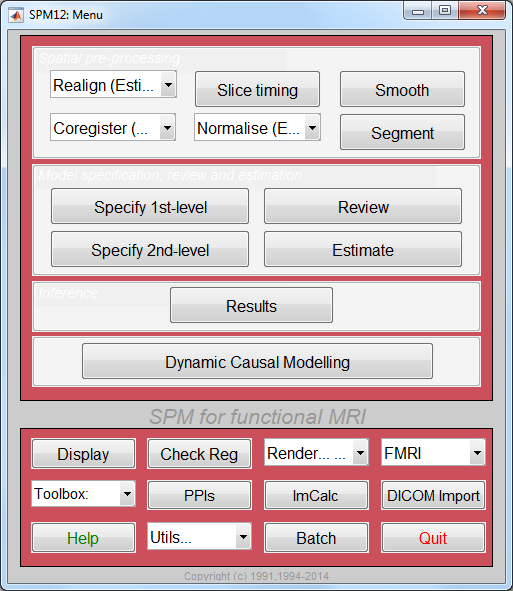 SPM12: Menu
Spatial pre-processing
Realign (Esti... Slice timing Smooth
Coregister (... Normalise (E... Segment
Model specification, review and estimation
Specify 1st-level Review
Specify 2nd-level Estimate
Inference
Results
Dynamic Causal Modelling
SPM for functional MRI
Display Check Reg Render... ... FMRI
Toolbox: PPIs ImCalc DICOM Import
Help Utils... Batch Quit
Copyright (c) 1991,1994-2014